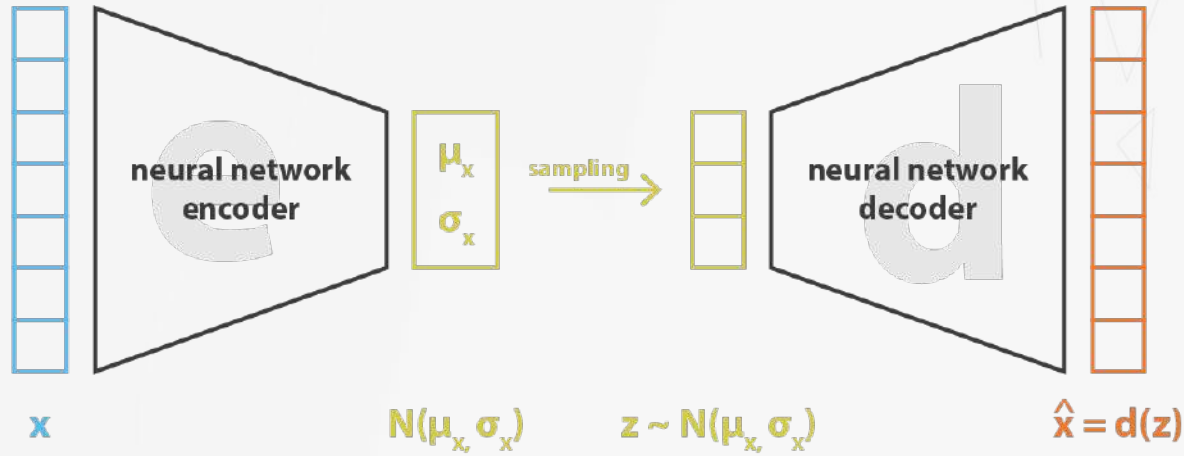 e
neural network
encoder
μₓ
σₓ
sampling
d
neural network
decoder
x
N(μₓ, σₓ)
z ~ N(μₓ, σₓ)
x̂ = d(z)